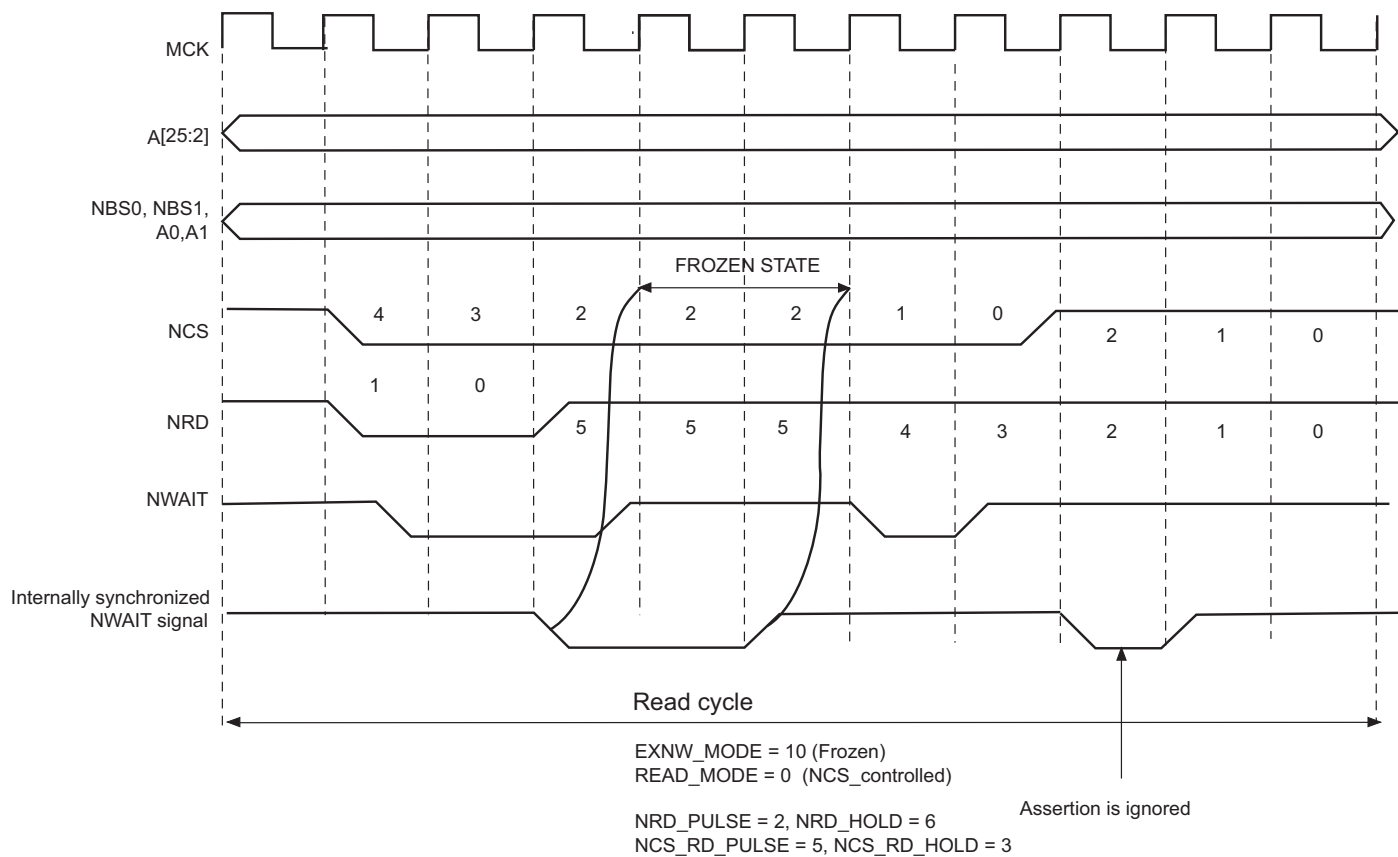 MCK
A[25:2]
NBS0, NBS1,
A0,A1
FROZEN STATE
4 3 2 2 2 1 0
NCS
2 1 0
1 0
NRD
5 5 5 4 3 2 1 0
NWAIT
Internally synchronized
NWAIT signal
Read cycle
EXNW_MODE = 10 (Frozen)
READ_MODE = 0 (NCS_controlled)
Assertion is ignored
NRD_PULSE = 2, NRD_HOLD = 6
NCS_RD_PULSE = 5, NCS_RD_HOLD = 3